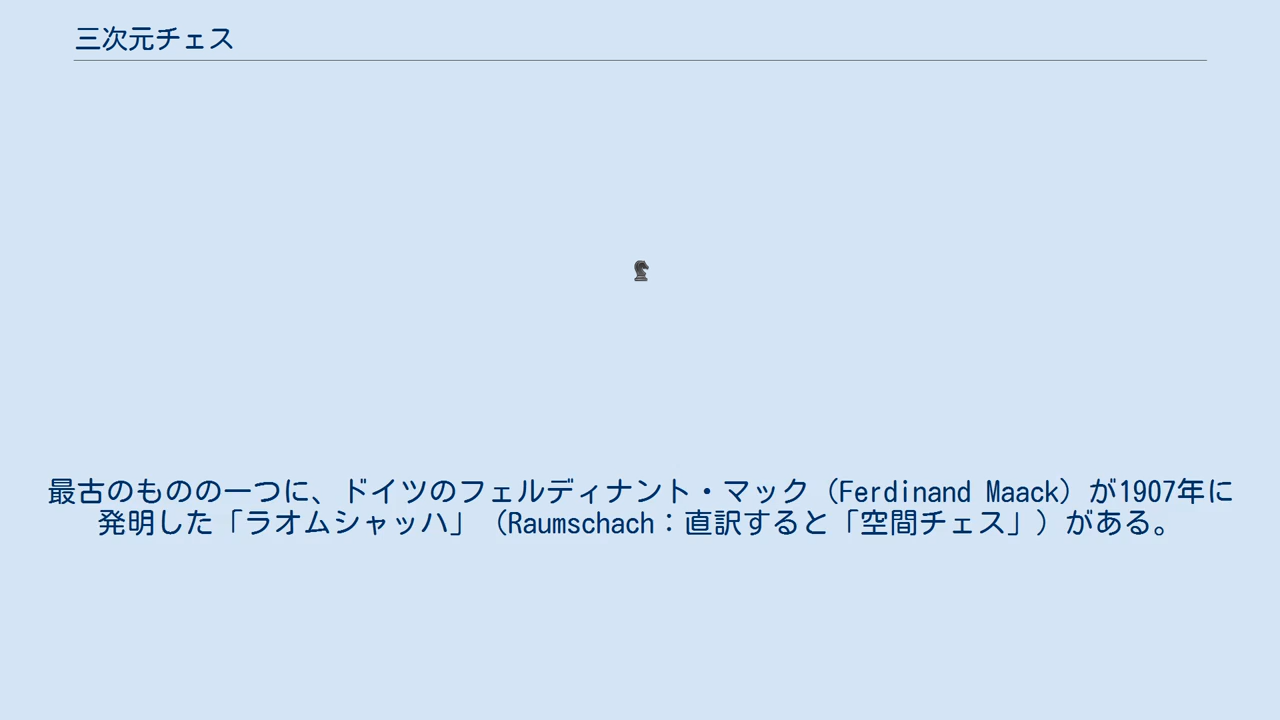 三次元チェス
最古のものの一つに、ドイツのフェルディナント・マック（Ferdinand Maack）が1907年に
発明した「ラオムシャッハ」（Raumschach：直訳すると「空間チェス」）がある。